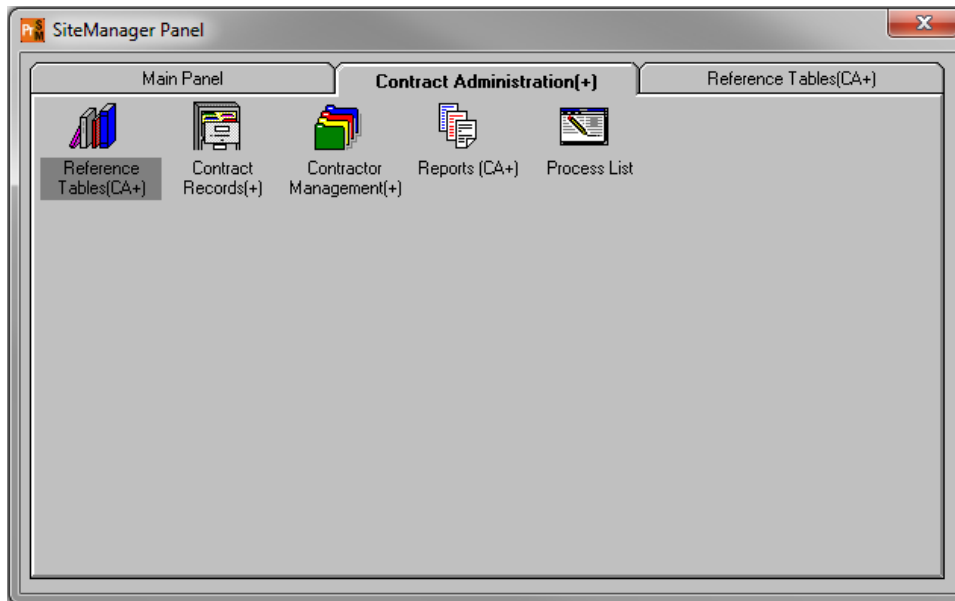 SiteManager Panel
Main Panel
Contract Administration(+)
Reference Tables(CA+)
Reference
Tables(CA+)
Contract
Records(+)
Contractor
Management(+)
Reports (CA+)
Process List